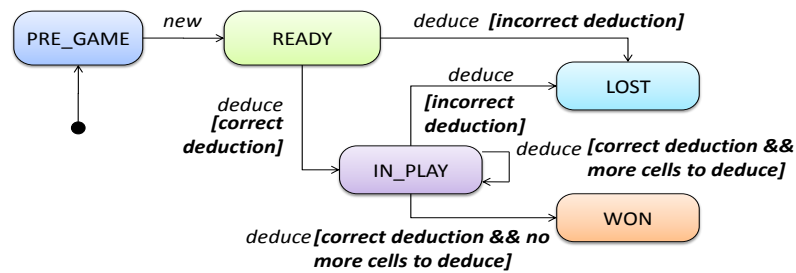 new
deduce [incorrect deduction]
PRE_GAME
READY
deduce
[incorrect
deduction]
LOST
deduce
[correct
deduction]
IN_PLAY
deduce [correct deduction &&
more cells to deduce]
WON
deduce [correct deduction && no
more cells to deduce]